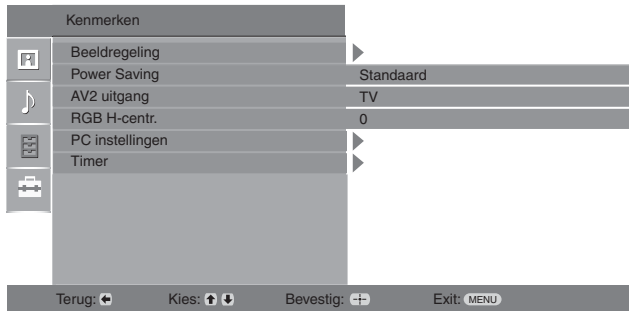 Kenmerken
Beeldregeling
Power Saving Standaard
AV2 uitgang TV
RGB H-centr. 0
PC instellingen
Timer
Terug: Kies: Bevestig: Exit: MENU